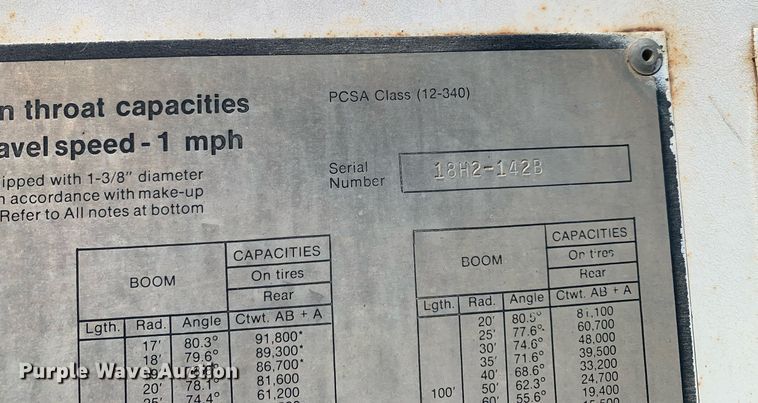 n throat capacities
avel speed - 1 mph
ipped with 1-3/8" diameter
n accordance with make-up
Refer to All notes at bottom
PCSA Class (12-340)
Serial
Number
18H2-142B
BOOM
CAPACITIES
On tires
Rear
Lgth. Rad. Angle Ctwt. AB + A
17' 80.3° 91,800*
18' 79.6° 89,300*
86,700*
20' 78.1° 81,600
25' 74.4° 61,200
BOOM
CAPACITIES
On tires
Rear
Lgth. Rad. Angle Ctwt. AB + A
20' 80.5° 81,100
25' 77.6° 60,700
30' 74.6° 48,000
35' 71.6° 39,500
40' 68.6° 33,200
100' 50' 62.3° 24,700
60' 55.6° 19,400
15,500
Purple Wave Auction